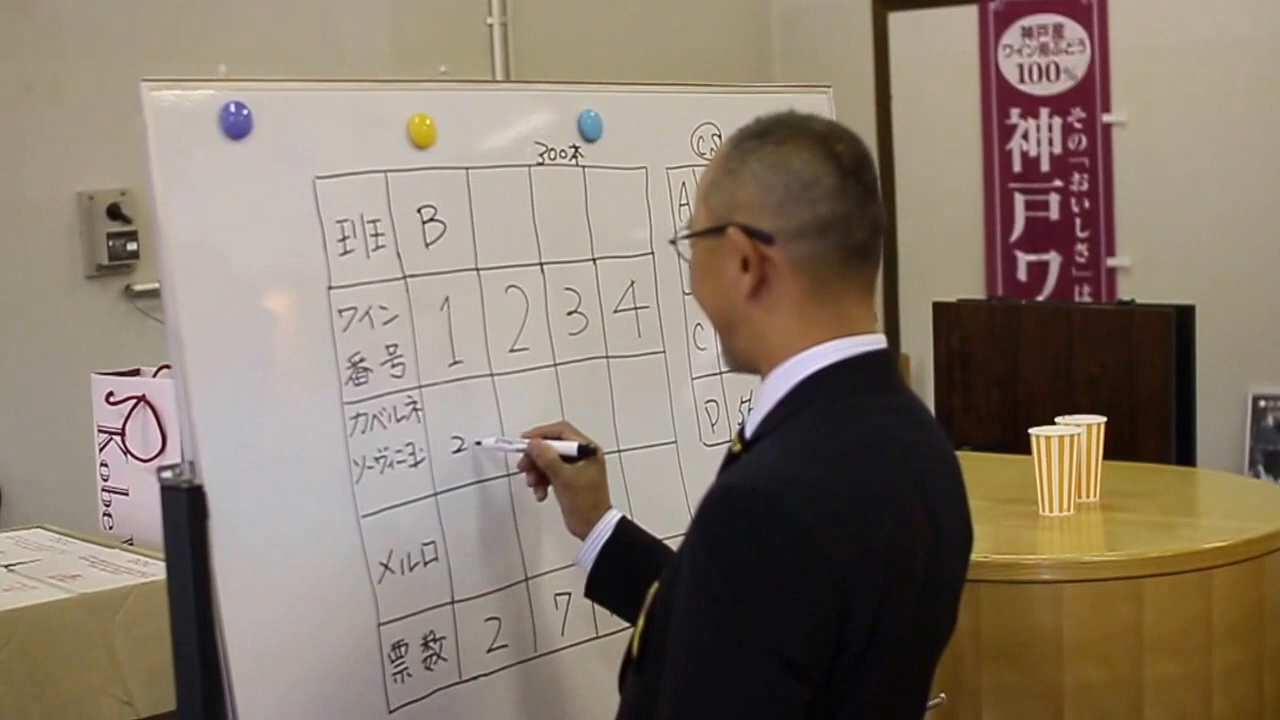 300本
CS
班 B
ワイン
番号 1 2 3 4
カベルネ
ソーヴィニヨン 2
メルロ
票数 2 7
A
C
D
神戸産
ワイン用ぶどう
100%
その「おいしさ」は
神戸ワ
Kobe